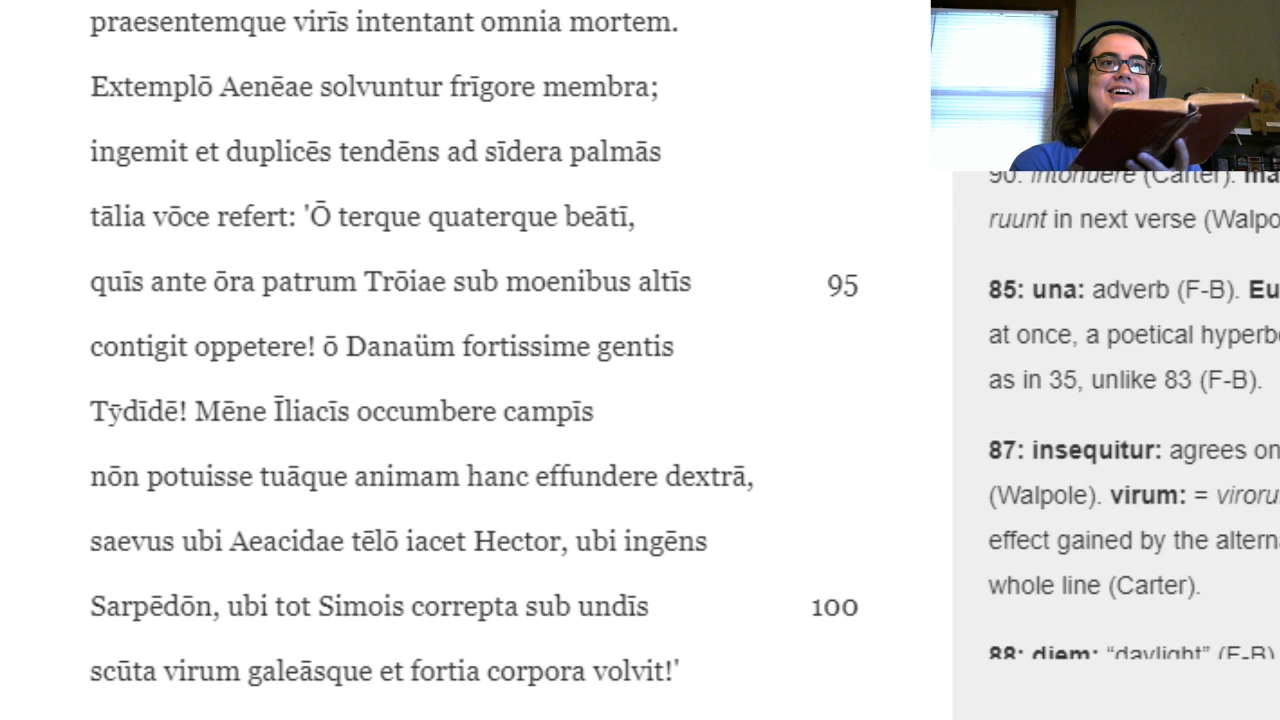 praesentemque virīs intentant omnia mortem.
Extemplō Aenēae solvuntur frīgore membra;
ingemit et duplicēs tendēns ad sīdera palmās
tālia vōce refert: 'Ō terque quaterque beātī,
quīs ante ōra patrum Trōiae sub moenibus altīs 95
contigit oppetere! ō Danaüm fortissime gentis
Tȳdīdē! Mēne Īliacīs occumbere campīs
nōn potuisse tuāque animam hanc effundere dextrā,
saevus ubi Aeacidae tēlō iacet Hector, ubi ingēns
Sarpēdōn, ubi tot Simois correpta sub undīs 100
scūta virum galeāsque et fortia corpora volvit!'
90: intonuere (Carter).
ruunt in next verse
85: una: adverb (F-B).
at once, a poetical
as in 35, unlike 83 (F-B).
87: insequitur: agrees
(Walpole). virum: =
effect gained by the
whole line (Carter).
88: diem: “daylight” (F-B)